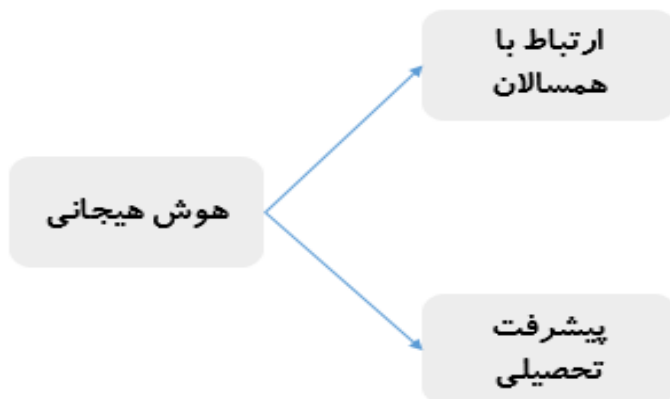 ارتباط با
همسالان
هوش هیجانی
پیشرفت
تحصیلی